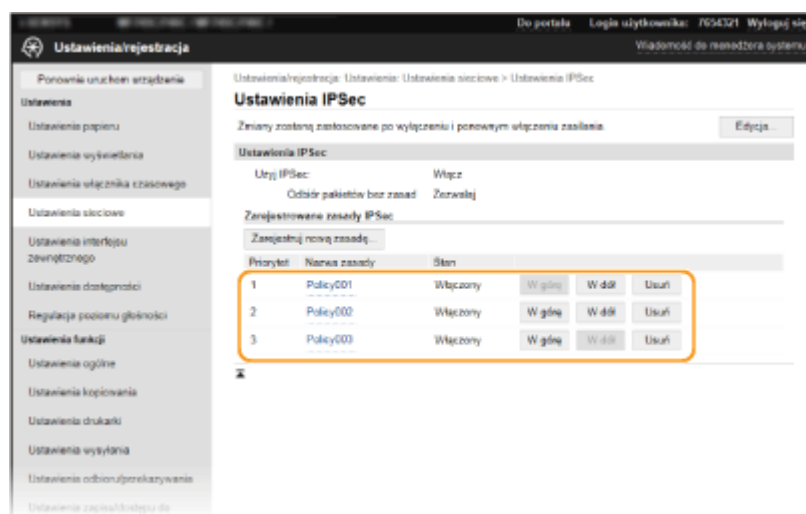 Do portalu Login użytkownika: 7654321 Wyloguj się
Ustawienia/rejestracja
Wiadomość do menedżera systemu
Ponownie uruchom urządzenie
Ustawienia
Ustawienia papieru
Ustawienia wyświetlania
Ustawienia włącznika czasowego
Ustawienia sieciowe
Ustawienia interfejsu
zewnętrznego
Ustawienia dostępności
Regulacja poziomu głośności
Ustawienia funkcji
Ustawienia ogólne
Ustawienia kopiowania
Ustawienia drukarki
Ustawienia wysyłania
Ustawienia odbioru/przekazywania
Ustawienia zapisu/dostępu do
Ustawienia/rejestracja: Ustawienia: Ustawienia sieciowe > Ustawienia IPSec
Ustawienia IPSec
Zmiany zostaną zastosowane po wyłączeniu i ponownym włączeniu zasilania.
Edycja...
Ustawienia IPSec
Użyj IPSec: Włącz
Odbiór pakietów bez zasad Zezwalaj
Zarejestrowane zasady IPSec
Zarejestruj nową zasadę...
Priorytet Nazwa zasady Stan
1 Policy001 Włączony W górę W dół Usuń
2 Policy002 Włączony W górę W dół Usuń
3 Policy003 Włączony W górę W dół Usuń